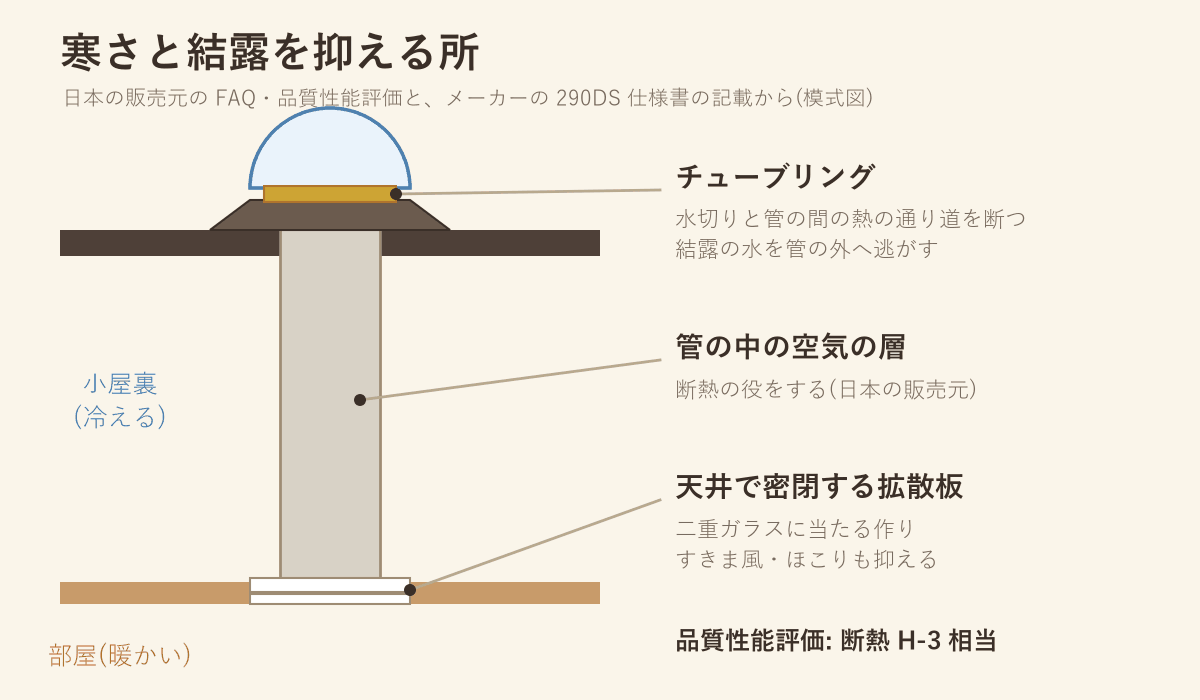 寒さと結露を抑える所
日本の販売元の FAQ・品質性能評価と、メーカーの 290DS 仕様書の記載から(模式図)
チューブリング
水切りと管の間の熱の通り道を断つ
結露の水を管の外へ逃がす
管の中の空気の層
断熱の役をする(日本の販売元)
小屋裏
(冷える)
天井で密閉する拡散板
二重ガラスに当たる作り
すきま風・ほこりも抑える
品質性能評価: 断熱 H-3 相当
部屋(暖かい)